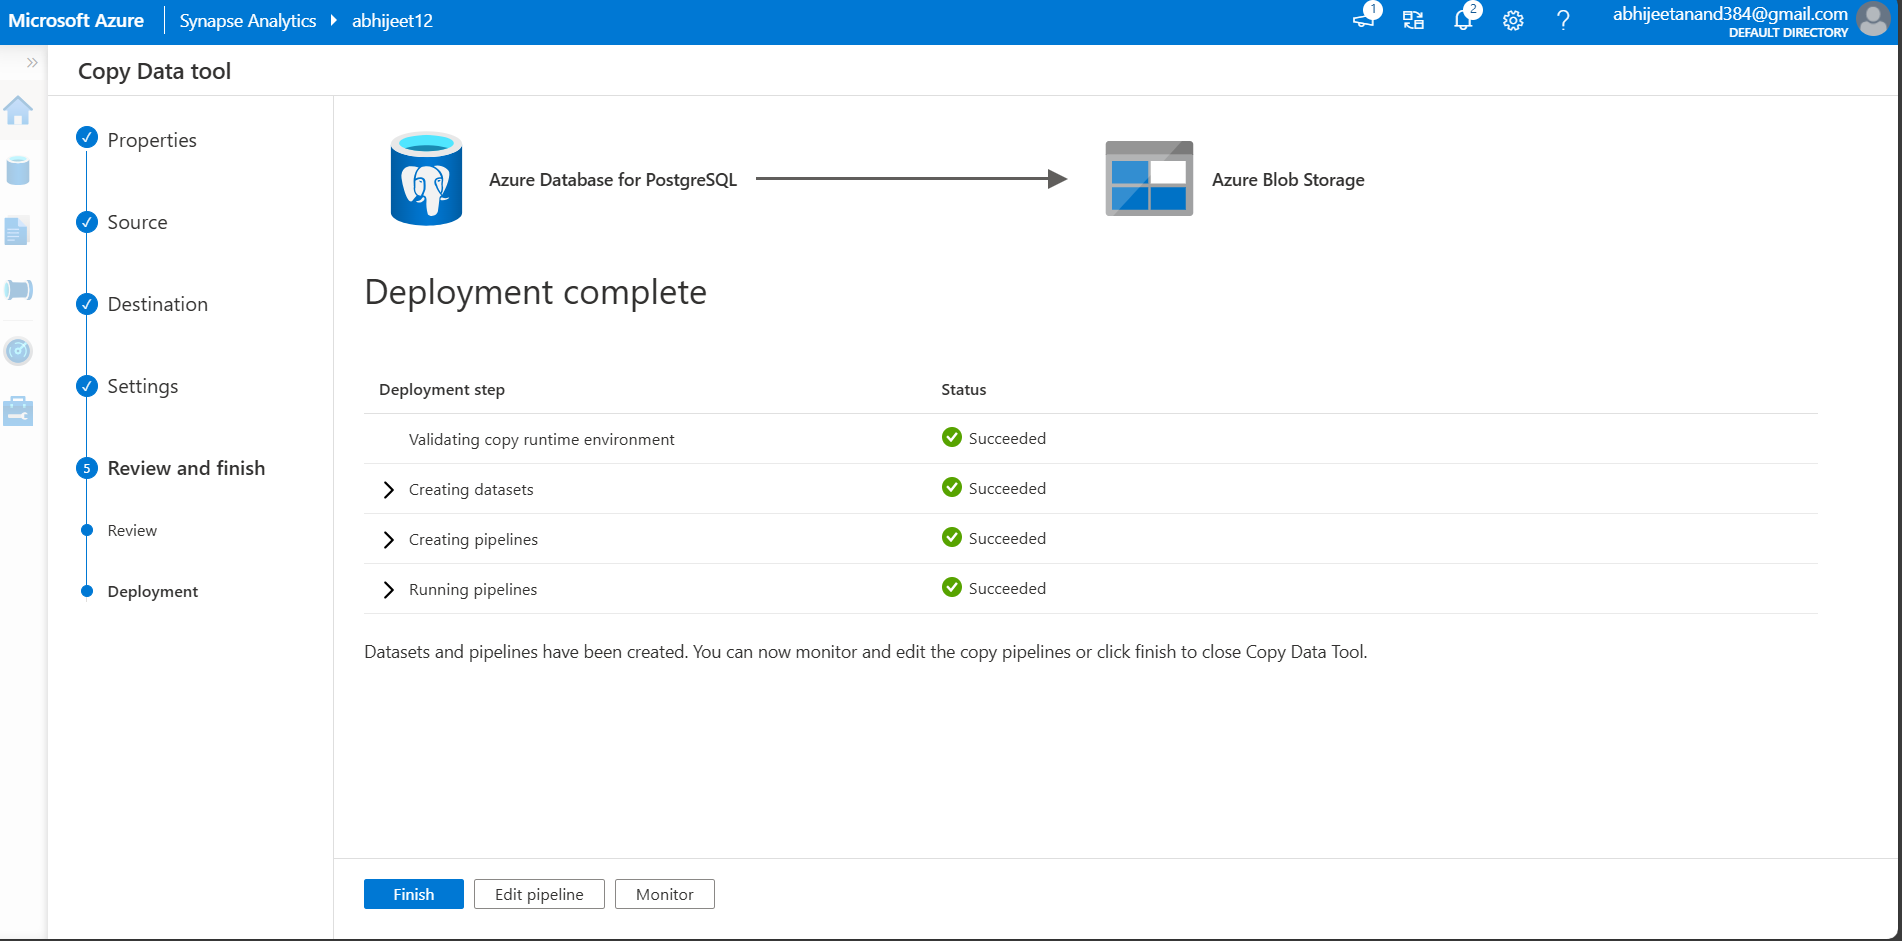 Microsoft Azure
Synapse Analytics
abhijeet12
1
2
abhijeetanand384@gmail.com
DEFAULT DIRECTORY
Copy Data tool
Properties
Source
Destination
Settings
5
Review and finish
Review
Deployment
Azure Database for PostgreSQL
Azure Blob Storage
Deployment complete
Deployment step Status
Validating copy runtime environment Succeeded
Creating datasets Succeeded
Creating pipelines Succeeded
Running pipelines Succeeded
Datasets and pipelines have been created. You can now monitor and edit the copy pipelines or click finish to close Copy Data Tool.
Finish Edit pipeline Monitor